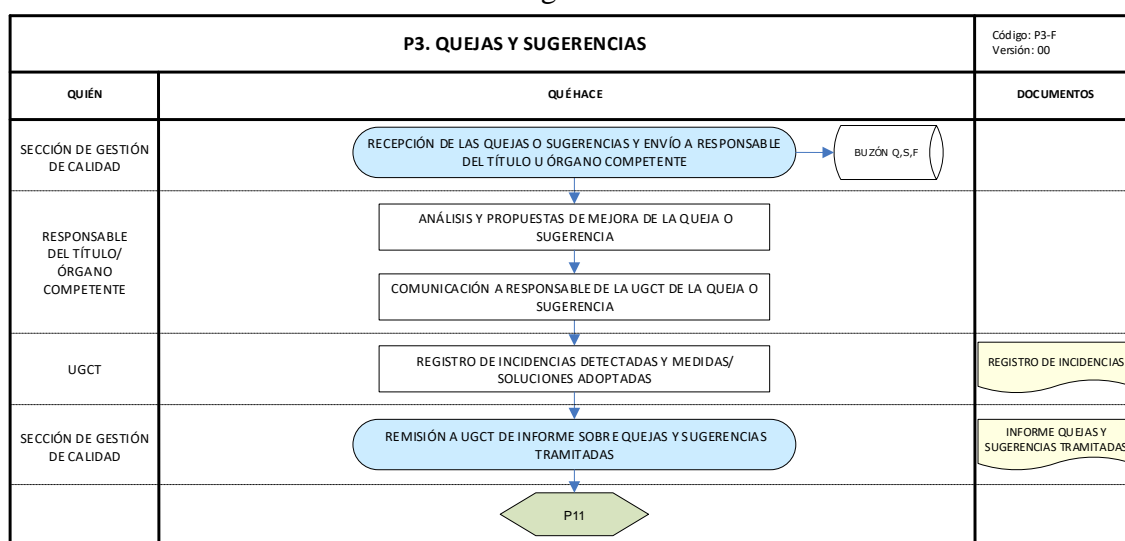 P3. QUEJAS Y SUGERENCIAS
Código: P3-F
Versión: 00
QUIÉN
QUÉ HACE
DOCUMENTOS
SECCIÓN DE GESTIÓN
DE CALIDAD
RECEPCIÓN DE LAS QUEJAS O SUGERENCIAS Y ENVÍO A RESPONSABLE
DEL TÍTULO U ÓRGANO COMPETENTE
BUZÓN Q,S,F
RESPONSABLE
DEL TÍTULO/
ÓRGANO
COMPETENTE
ANÁLISIS Y PROPUESTAS DE MEJORA DE LA QUEJA O
SUGERENCIA
COMUNICACIÓN A RESPONSABLE DE LA UGCT DE LA QUEJA O
SUGERENCIA
UGCT
REGISTRO DE INCIDENCIAS DETECTADAS Y MEDIDAS/
SOLUCIONES ADOPTADAS
REGISTRO DE INCIDENCIAS
SECCIÓN DE GESTIÓN
DE CALIDAD
REMISIÓN A UGCT DE INFORME SOBRE QUEJAS Y SUGERENCIAS
TRAMITADAS
INFORME QUEJAS Y
SUGERENCIAS TRAMITADAS
P11